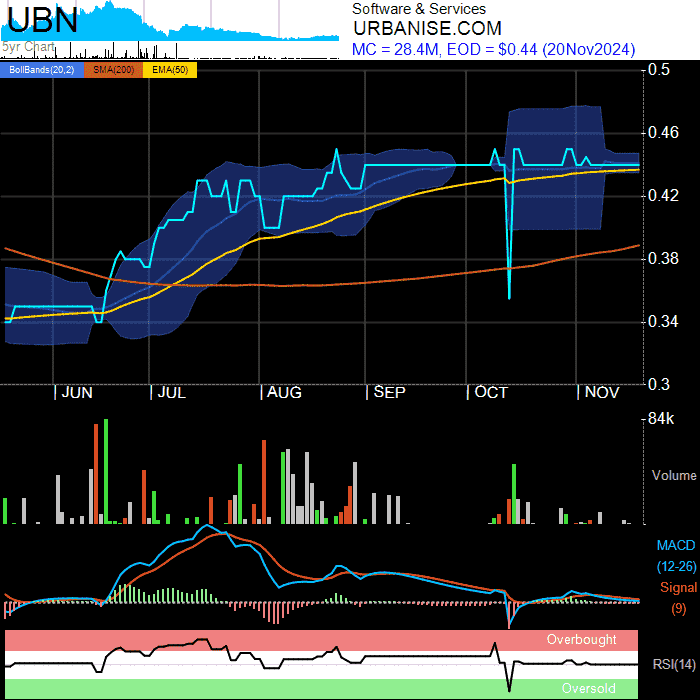 UBN
Software & Services
URBANISE.COM
5yr Chart
MC = 28.4M, EOD = $0.44 (20Nov2024)
BollBands(20,2) SMA(200) EMA(50)
0.5
0.46
0.42
0.38
0.34
0.3
JUN JUL AUG SEP OCT NOV
84k
Volume
MACD
(12-26)
Signal
(9)
Overbought
RSI(14)
Oversold